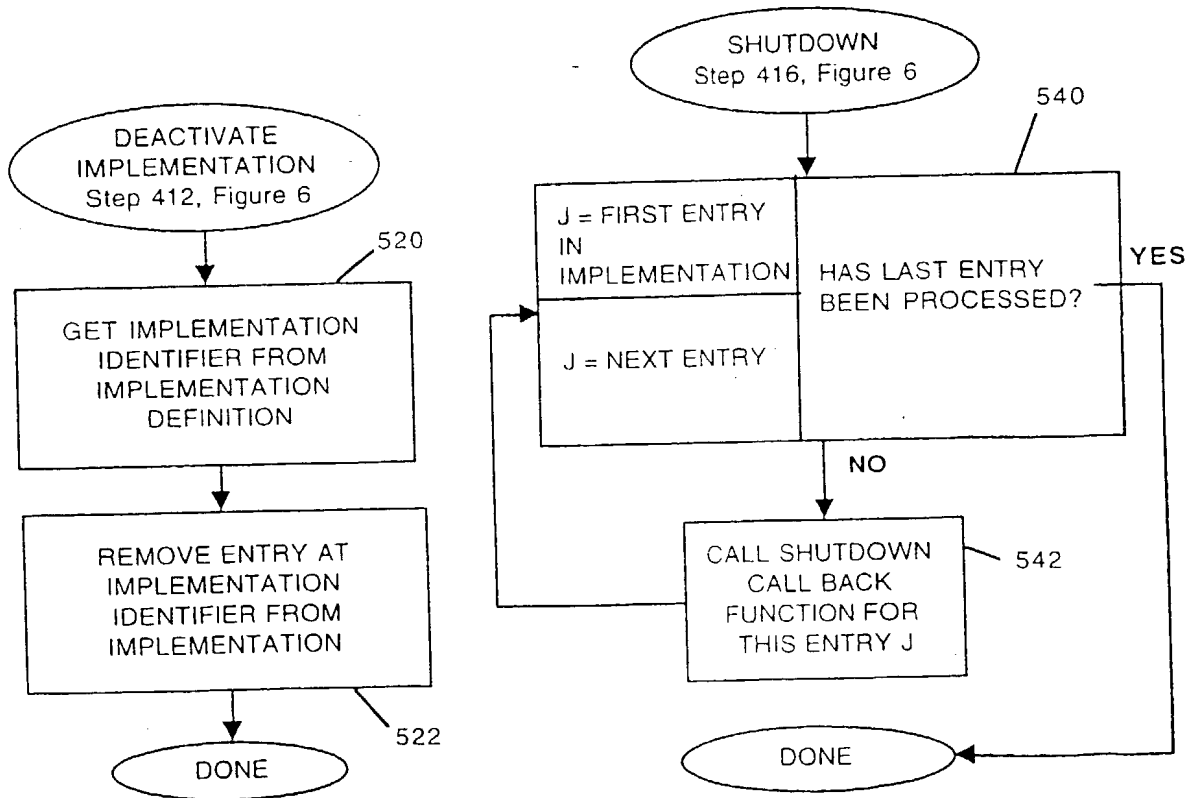 DEACTIVATE
IMPLEMENTATION
Step 412, Figure 6
520
GET IMPLEMENTATION
IDENTIFIER FROM
IMPLEMENTATION
DEFINITION
REMOVE ENTRY AT
IMPLEMENTATION
IDENTIFIER FROM
IMPLEMENTATION
522
DONE
SHUTDOWN
Step 416, Figure 6
540
J = FIRST ENTRY
IN
IMPLEMENTATION
J = NEXT ENTRY
HAS LAST ENTRY
BEEN PROCESSED?
YES
NO
CALL SHUTDOWN
CALL BACK
FUNCTION FOR
THIS ENTRY J
542
DONE